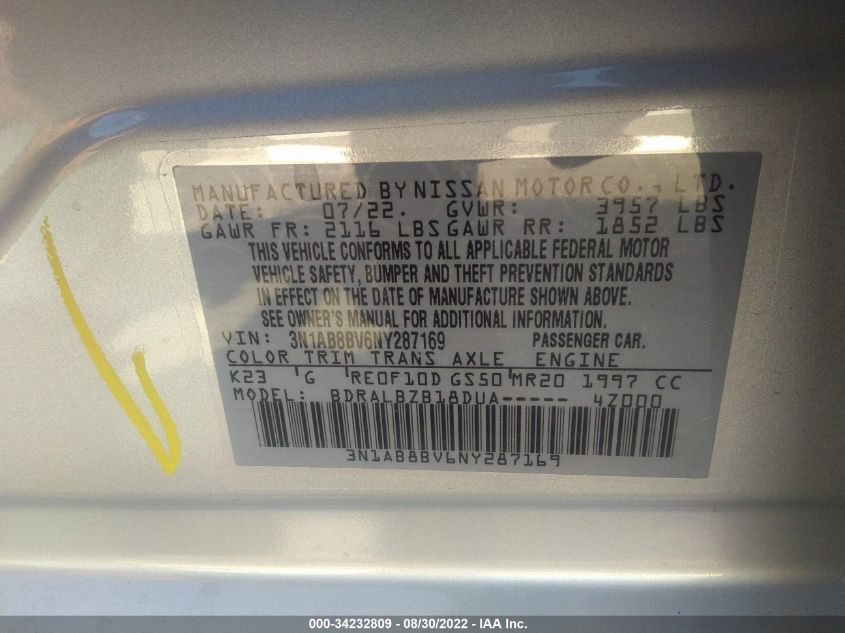 MANUFACTURED BY NISSAN MOTOR CO., LTD.
DATE: 07/22. GVWR: 3957 LBS
GAWR FR: 2116 LBS GAWR RR: 1852 LBS
THIS VEHICLE CONFORMS TO ALL APPLICABLE FEDERAL MOTOR
VEHICLE SAFETY, BUMPER AND THEFT PREVENTION STANDARDS
IN EFFECT ON THE DATE OF MANUFACTURE SHOWN ABOVE.
SEE OWNER'S MANUAL FOR ADDITIONAL INFORMATION.
VIN: 3N1AB8BV6NY287169 PASSENGER CAR.
COLOR TRIM TRANS AXLE ENGINE
K23 G RE0F10D GS50 MR20 1997 CC
MODEL: BDRALBZB18DUA----- 4Z000
3N1AB8BV6NY287169
000-34232809 - 08/30/2022 - IAA Inc.